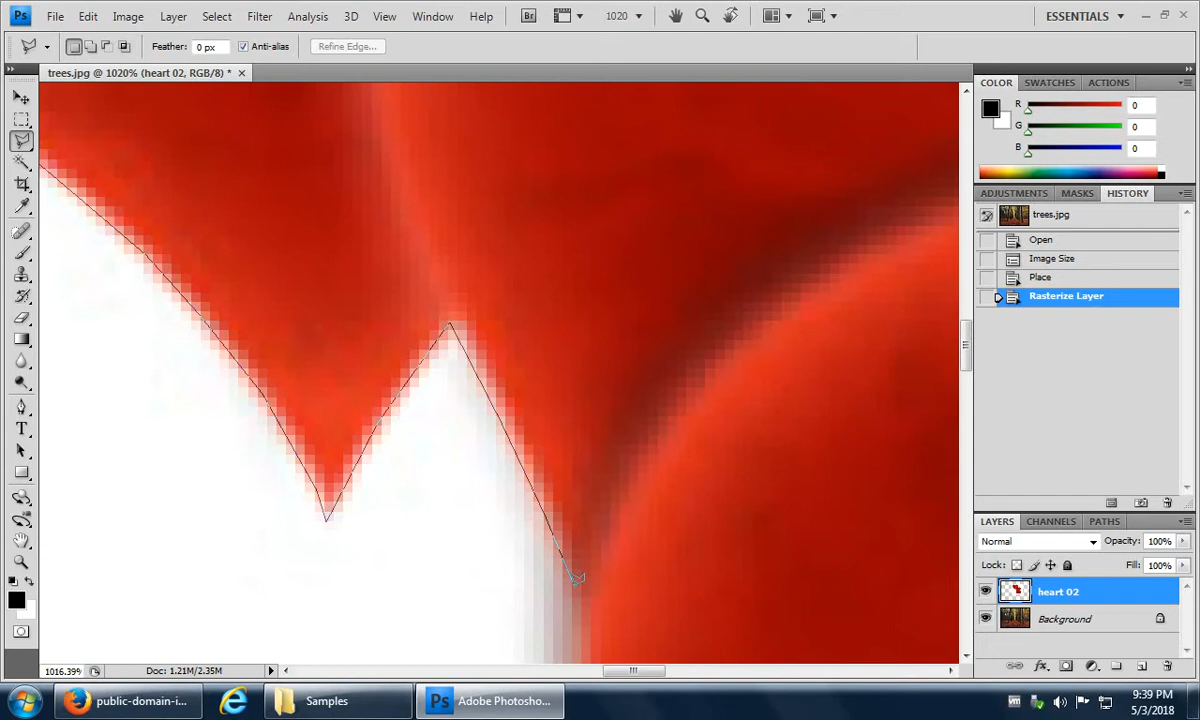 Ps File Edit Image Layer Select Filter Analysis 3D View Window Help Br 1020 ESSENTIALS
Feather: 0 px Anti-alias Refine Edge...
trees.jpg @ 1020% (heart 02, RGB/8) *
COLOR SWATCHES ACTIONS
R 0
G 0
B 0
ADJUSTMENTS MASKS HISTORY
trees.jpg
Open
Image Size
Place
Rasterize Layer
T
LAYERS CHANNELS PATHS
Normal Opacity: 100%
Lock: Fill: 100%
heart 02
Background
1016.39% Doc: 1.21M/2.35M
public-domain-i... Samples Ps Adobe Photosho... 9:39 PM
5/3/2018